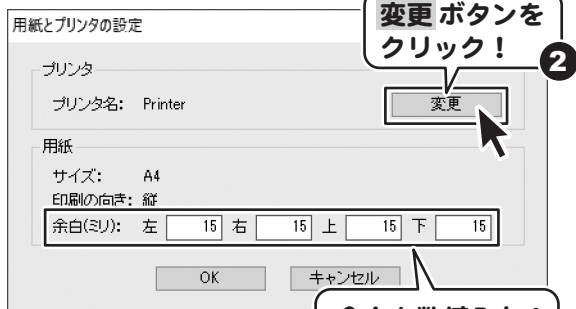 用紙とプリンタの設定
変更 ボタンを
クリック！
2
プリンタ
プリンタ名: Printer
変更
用紙
サイズ: A4
印刷の向き: 縦
余白(ミリ): 左 15 右 15 上 15 下 15
OK キャンセル